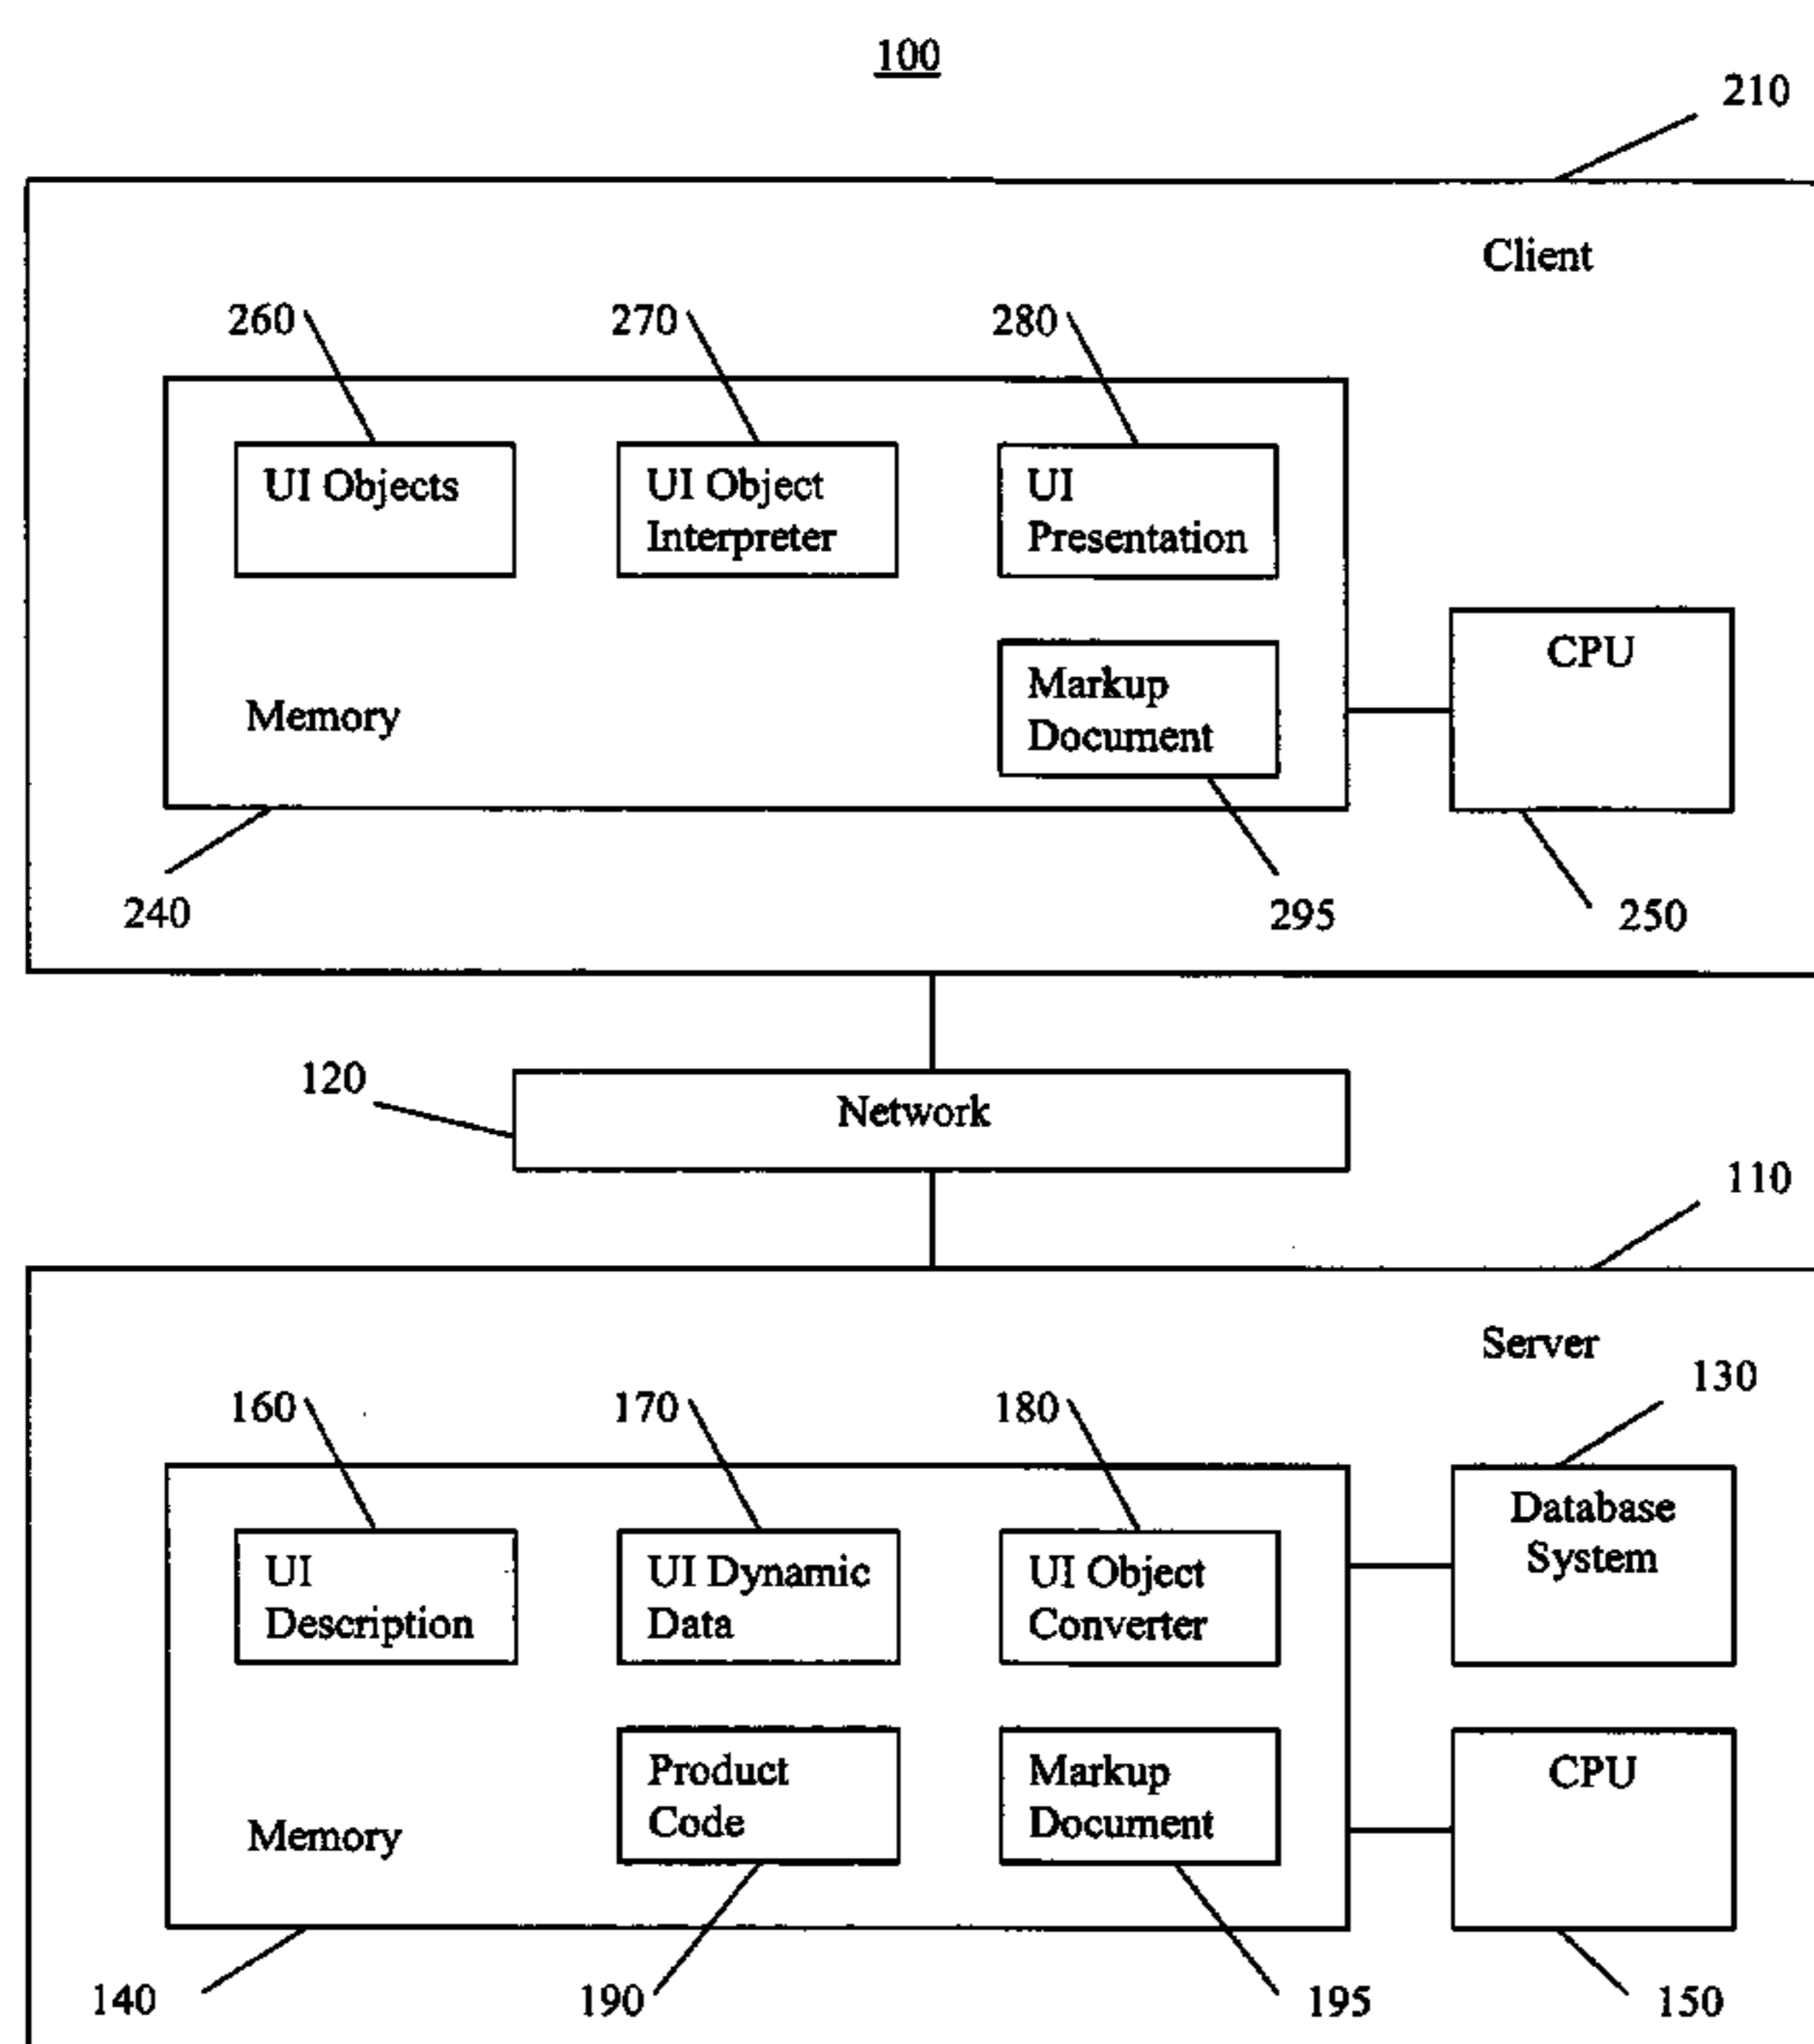 100
210
Client
260
270
280
UI Objects
UI Object
Interpreter
UI
Presentation
CPU
Markup
Document
Memory
240
295
250
120
Network
110
Server
130
160
170
180
Database
System
UI
Description
UI Dynamic
Data
UI Object
Converter
Product
Code
Markup
Document
CPU
Memory
140
190
195
150